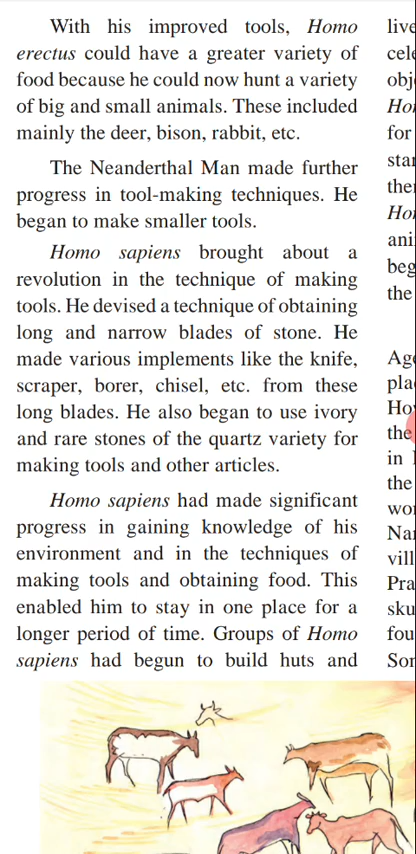 With his improved tools, Homo
erectus could have a greater variety of
food because he could now hunt a variety
of big and small animals. These included
mainly the deer, bison, rabbit, etc.
The Neanderthal Man made further
progress in tool-making techniques. He
began to make smaller tools.
Homo sapiens brought about a
revolution in the technique of making
tools. He devised a technique of obtaining
long and narrow blades of stone. He
made various implements like the knife,
scraper, borer, chisel, etc. from these
long blades. He also began to use ivory
and rare stones of the quartz variety for
making tools and other articles.
Homo sapiens had made significant
progress in gaining knowledge of his
environment and in the techniques of
making tools and obtaining food. This
enabled him to stay in one place for a
longer period of time. Groups of Homo
sapiens had begun to build huts and
for
the
the
in
the